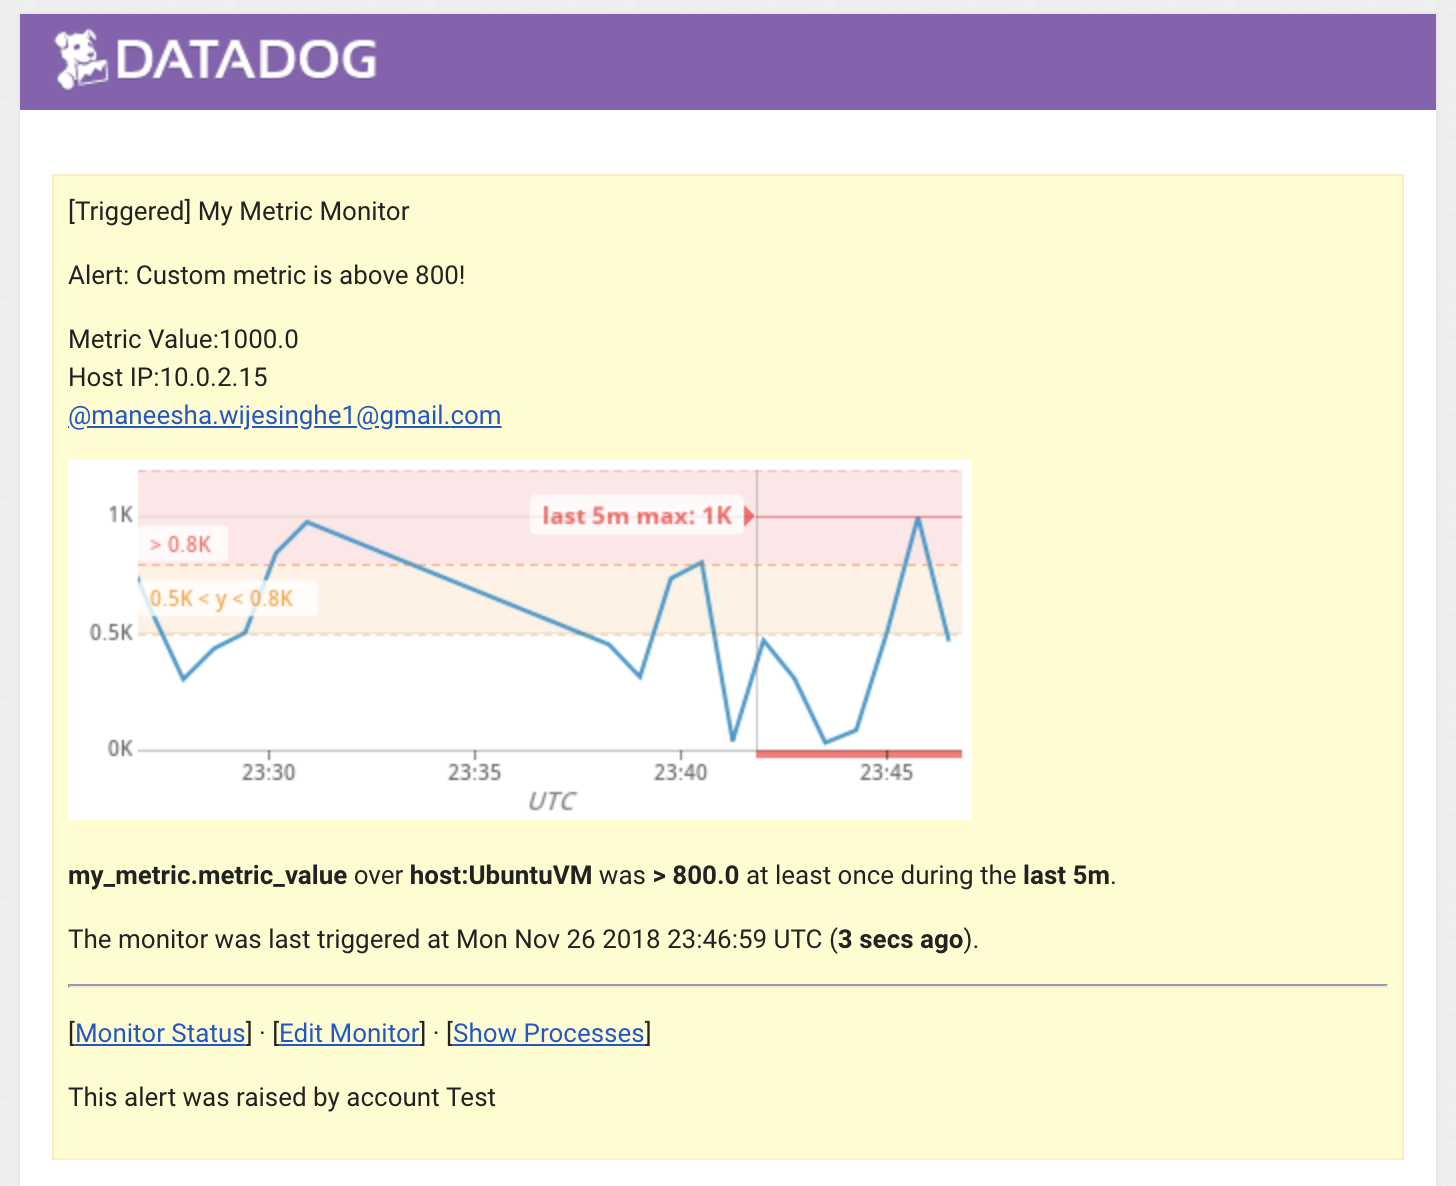 DATADOG
[Triggered] My Metric Monitor
Alert: Custom metric is above 800!
Metric Value:1000.0
Host IP:10.0.2.15
@maneesha.wijesinghe1@gmail.com
1K
last 5m max: 1K
> 0.8K
0.5K < y < 0.8K
0.5K
0K
23:30 23:35 23:40 23:45
UTC
my_metric.metric_value over host:UbuntuVM was > 800.0 at least once during the last 5m.
The monitor was last triggered at Mon Nov 26 2018 23:46:59 UTC (3 secs ago).
[Monitor Status] · [Edit Monitor] · [Show Processes]
This alert was raised by account Test